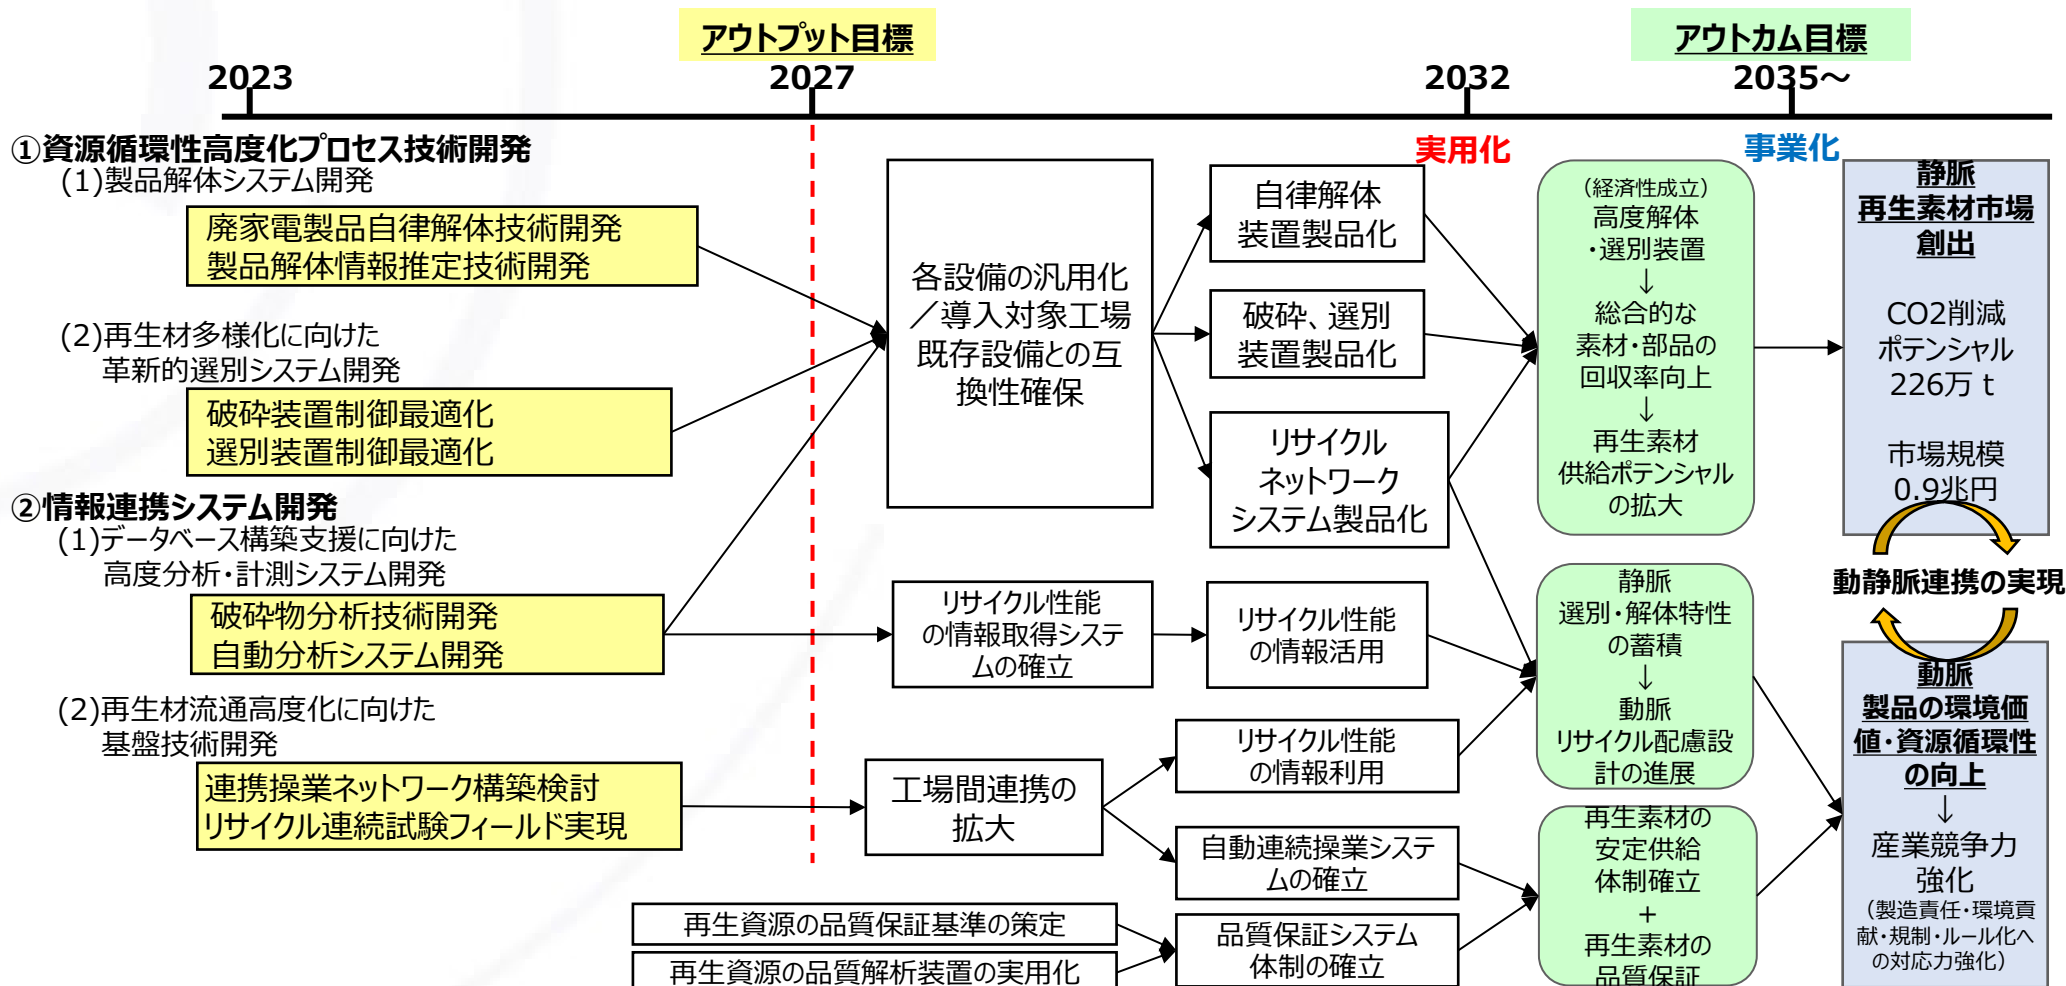 アウトプット目標
アウトカム目標
2023
2027
2032
2035～
実用化
事業化
①資源循環性高度化プロセス技術開発
(1)製品解体システム開発
廃家電製品自律解体技術開発
製品解体情報推定技術開発
(2)再生材多様化に向けた
革新的選別システム開発
破砕装置制御最適化
選別装置制御最適化
②情報連携システム開発
(1)データベース構築支援に向けた
高度分析・計測システム開発
破砕物分析技術開発
自動分析システム開発
(2)再生材流通高度化に向けた
基盤技術開発
連携操業ネットワーク構築検討
リサイクル連続試験フィールド実現
各設備の汎用化
／導入対象工場
既存設備との互
換性確保
リサイクル性能
の情報取得システ
ムの確立
工場間連携の
拡大
再生資源の品質保証基準の策定
再生資源の品質解析装置の実用化
自律解体
装置製品化
破砕、選別
装置製品化
リサイクル
ネットワーク
システム製品化
リサイクル性能
の情報活用
リサイクル性能
の情報利用
自動連続操業システ
ムの確立
品質保証システム
体制の確立
（経済性成立）
高度解体
・選別装置
↓
総合的な
素材・部品の
回収率向上
↓
再生素材
供給ポテンシャル
の拡大
静脈
選別・解体特性
の蓄積
↓
動脈
リサイクル配慮設
計の進展
再生素材の
安定供給
体制確立
+
再生素材の
品質保証
静脈
再生素材市場
創出
CO2削減
ポテンシャル
226万 t
市場規模
0.9兆円
動静脈連携の実現
動脈
製品の環境価
値・資源循環性
の向上
↓
産業競争力
強化
（製造責任・環境貢
献・規制・ルール化へ
の対応力強化）